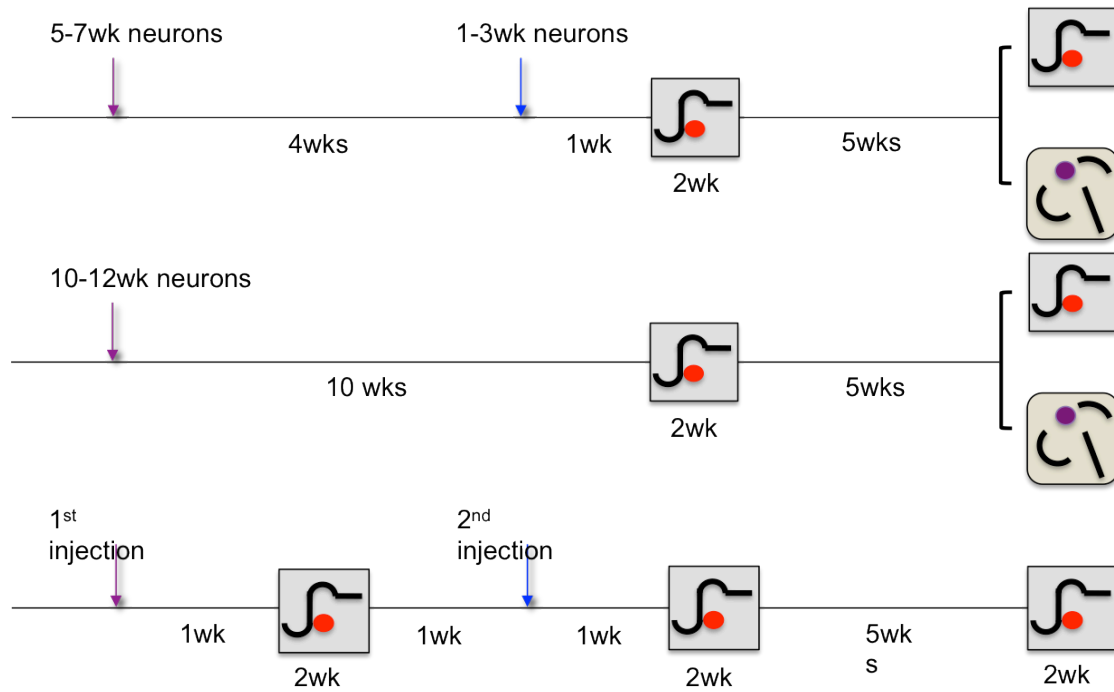 5-7wk neurons
1-3wk neurons
4wks
1wk
5wks
2wk
10-12wk neurons
10 wks
5wks
2wk
1st
injection
2nd
injection
1wk
1wk
1wk
5wk
s
2wk
2wk
2wk